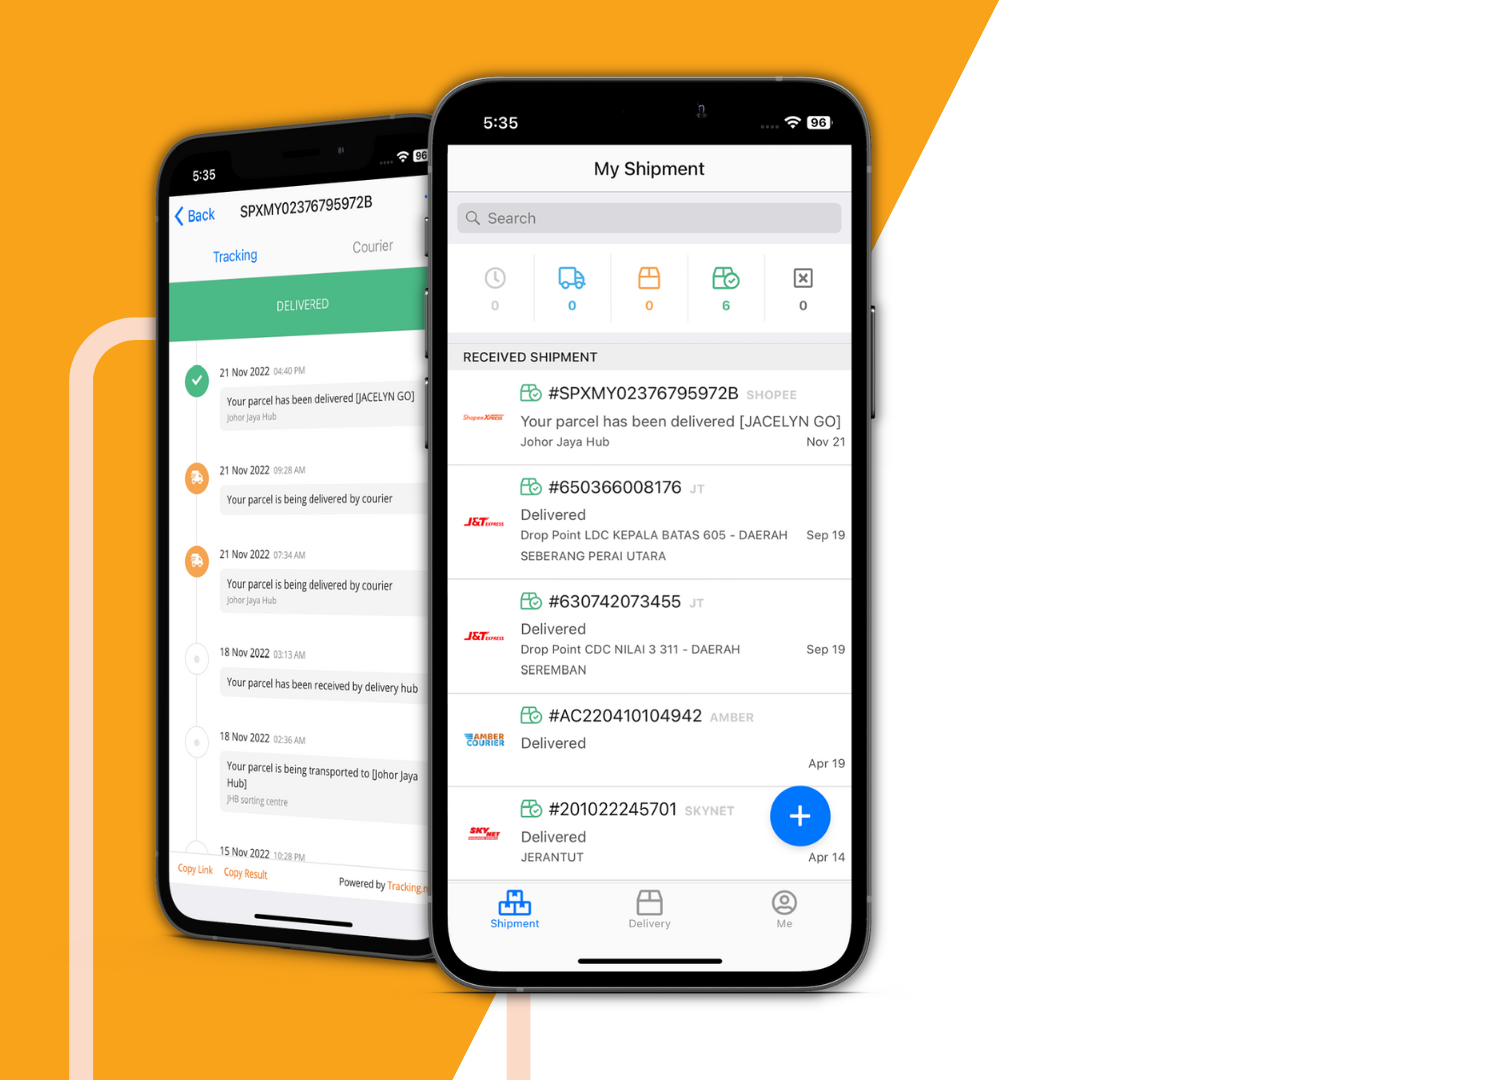 5:35
96
Back
SPXMY02376795972B
Tracking
Courier
DELIVERED
21 Nov 2022 04:40 PM
Your parcel has been delivered [JACELYN GO]
Johor Jaya Hub
21 Nov 2022 09:28 AM
Your parcel is being delivered by courier
21 Nov 2022 07:34 AM
Your parcel is being delivered by courier
Johor Jaya Hub
18 Nov 2022 03:13 AM
Your parcel has been received by delivery hub
18 Nov 2022 02:36 AM
Your parcel is being transported to [Johor Jaya
Hub]
JHB sorting centre
15 Nov 2022 10:28 PM
Copy Link
Copy Result
Powered by Tracking.
5:35
96
My Shipment
Search
0
0
0
6
0
RECEIVED SHIPMENT
#SPXMY02376795972B SHOPEE
Shopee XPRESS
Your parcel has been delivered [JACELYN GO]
Johor Jaya Hub
Nov 21
#650366008176 JT
J&T EXPRESS
Delivered
Drop Point LDC KEPALA BATAS 605 - DAERAH
SEBERANG PERAI UTARA
Sep 19
#630742073455 JT
J&T EXPRESS
Delivered
Drop Point CDC NILAI 3 311 - DAERAH
SEREMBAN
Sep 19
#AC220410104942 AMBER
AMBER
COURIER
Delivered
Apr 19
#201022245701 SKYNET
SKYNET
Delivered
JERANTUT
Apr 14
Shipment
Delivery
Me